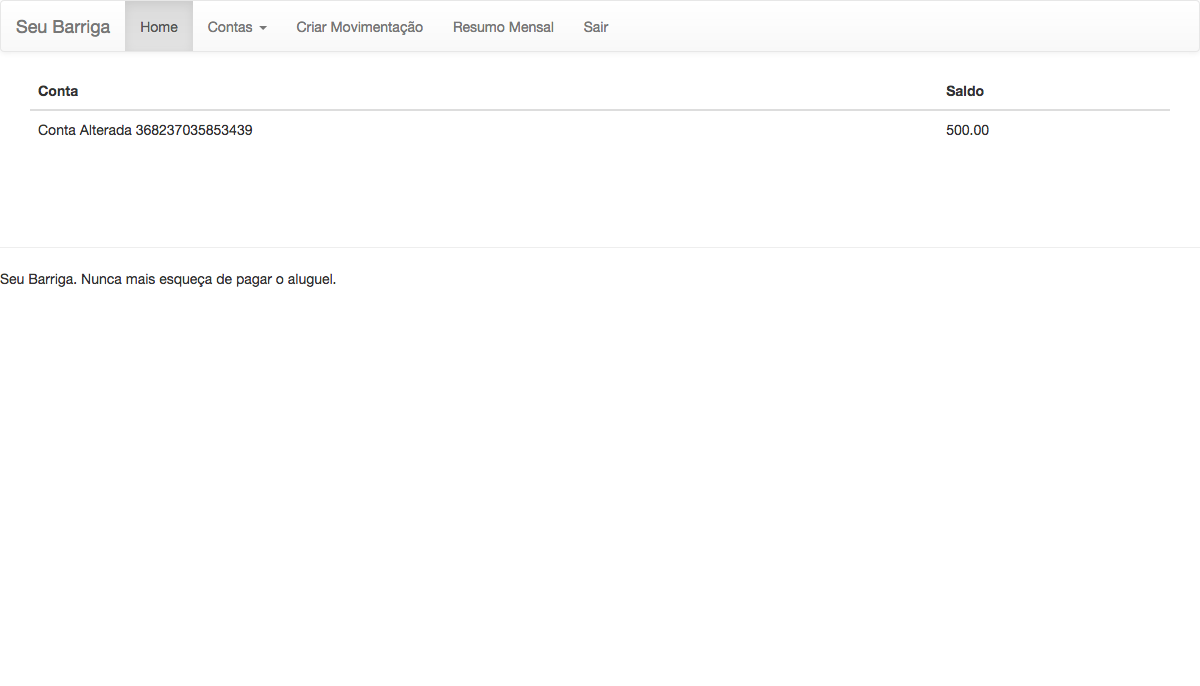 Seu Barriga Home Contas Criar Movimentação Resumo Mensal Sair
Conta Saldo
Conta Alterada 368237035853439 500.00
Seu Barriga. Nunca mais esqueça de pagar o aluguel.